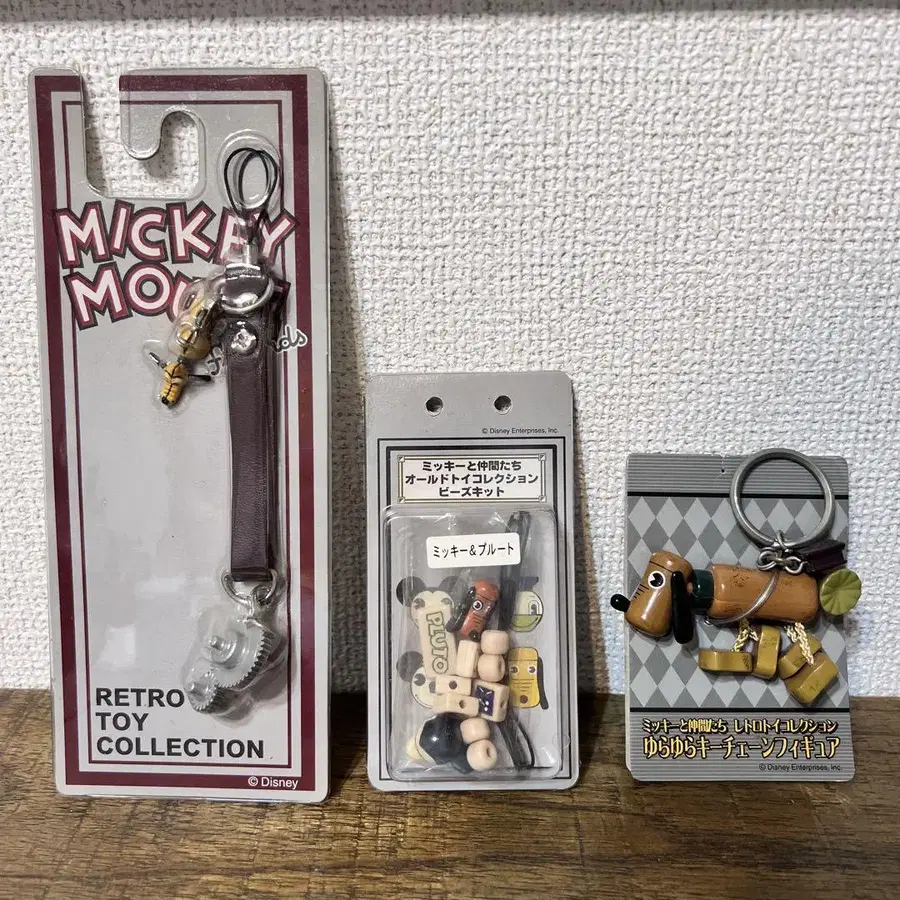 MICKEY
MOUSE
RETRO
TOY
COLLECTION
© Disney
© Disney Enterprises, Inc.
ミッキーと仲間たち
オールドトイコレクション
ビーズキット
ミッキー&プルート
PLUTO
ミッキーと仲間たち レトロトイコレクション
ゆらゆらキーチェーンフィギュア
© Disney Enterprises, Inc.